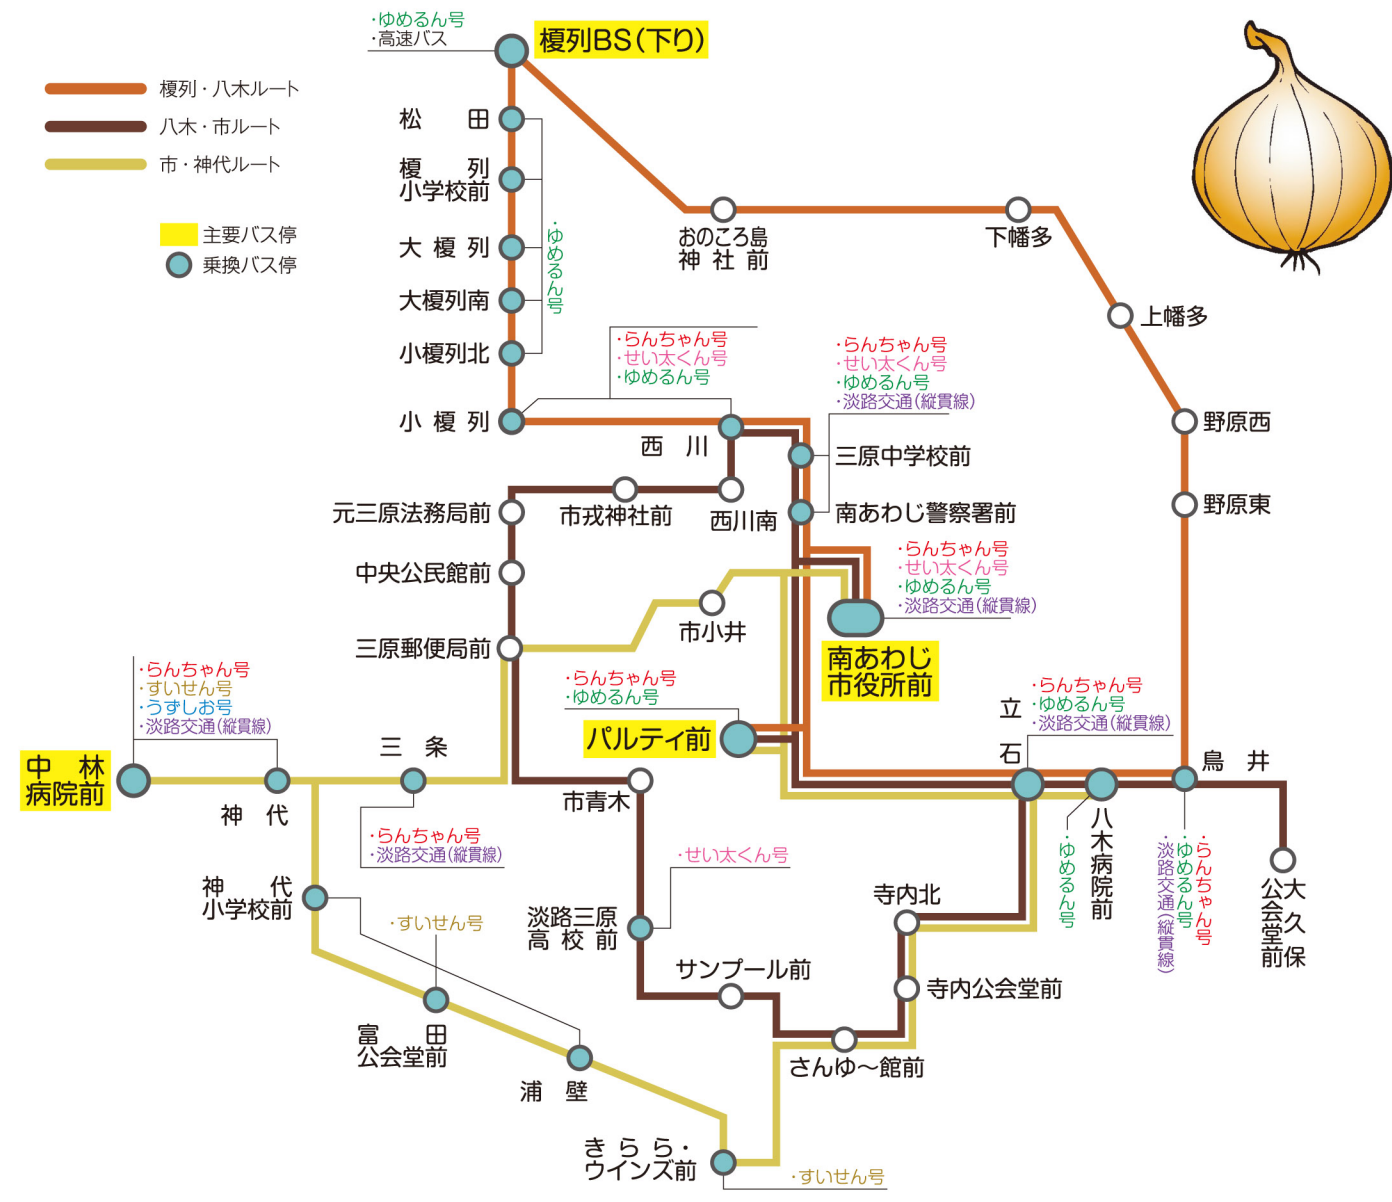 ・ゆめるん号
・高速バス
榎列BS(下り)
榎列・八木ルート
八木・市ルート
市・神代ルート
主要バス停
乗換バス停
松田
榎列
小学校前
大榎列
大榎列南
小榎列北
小榎列
・ゆめるん号
おのころ島
神社前
下幡多
上幡多
野原西
野原東
・らんちゃん号
・せい太くん号
・ゆめるん号
・らんちゃん号
・せい太くん号
・ゆめるん号
・淡路交通(縦貫線)
西川
三原中学校前
南あわじ警察署前
元三原法務局前
市戎神社前
西川南
中央公民館前
・らんちゃん号
・せい太くん号
・ゆめるん号
・淡路交通(縦貫線)
市小井
三原郵便局前
南あわじ
市役所前
・らんちゃん号
・ゆめるん号
パルティ前
・らんちゃん号
・すいせん号
・うずしお号
・淡路交通(縦貫線)
中林
病院前
神代
三条
・らんちゃん号
・淡路交通(縦貫線)
市青木
・らんちゃん号
・ゆめるん号
・淡路交通(縦貫線)
立石
鳥井
八木病院前
・ゆめるん号
・らんちゃん号
・ゆめるん号
・淡路交通(縦貫線)
大久保
公会堂前
神代
小学校前
・すいせん号
富田
公会堂前
浦壁
・せい太くん号
淡路三原
高校前
サンプール前
寺内北
寺内公会堂前
さんゆ～館前
きらら・
ウインズ前
・すいせん号